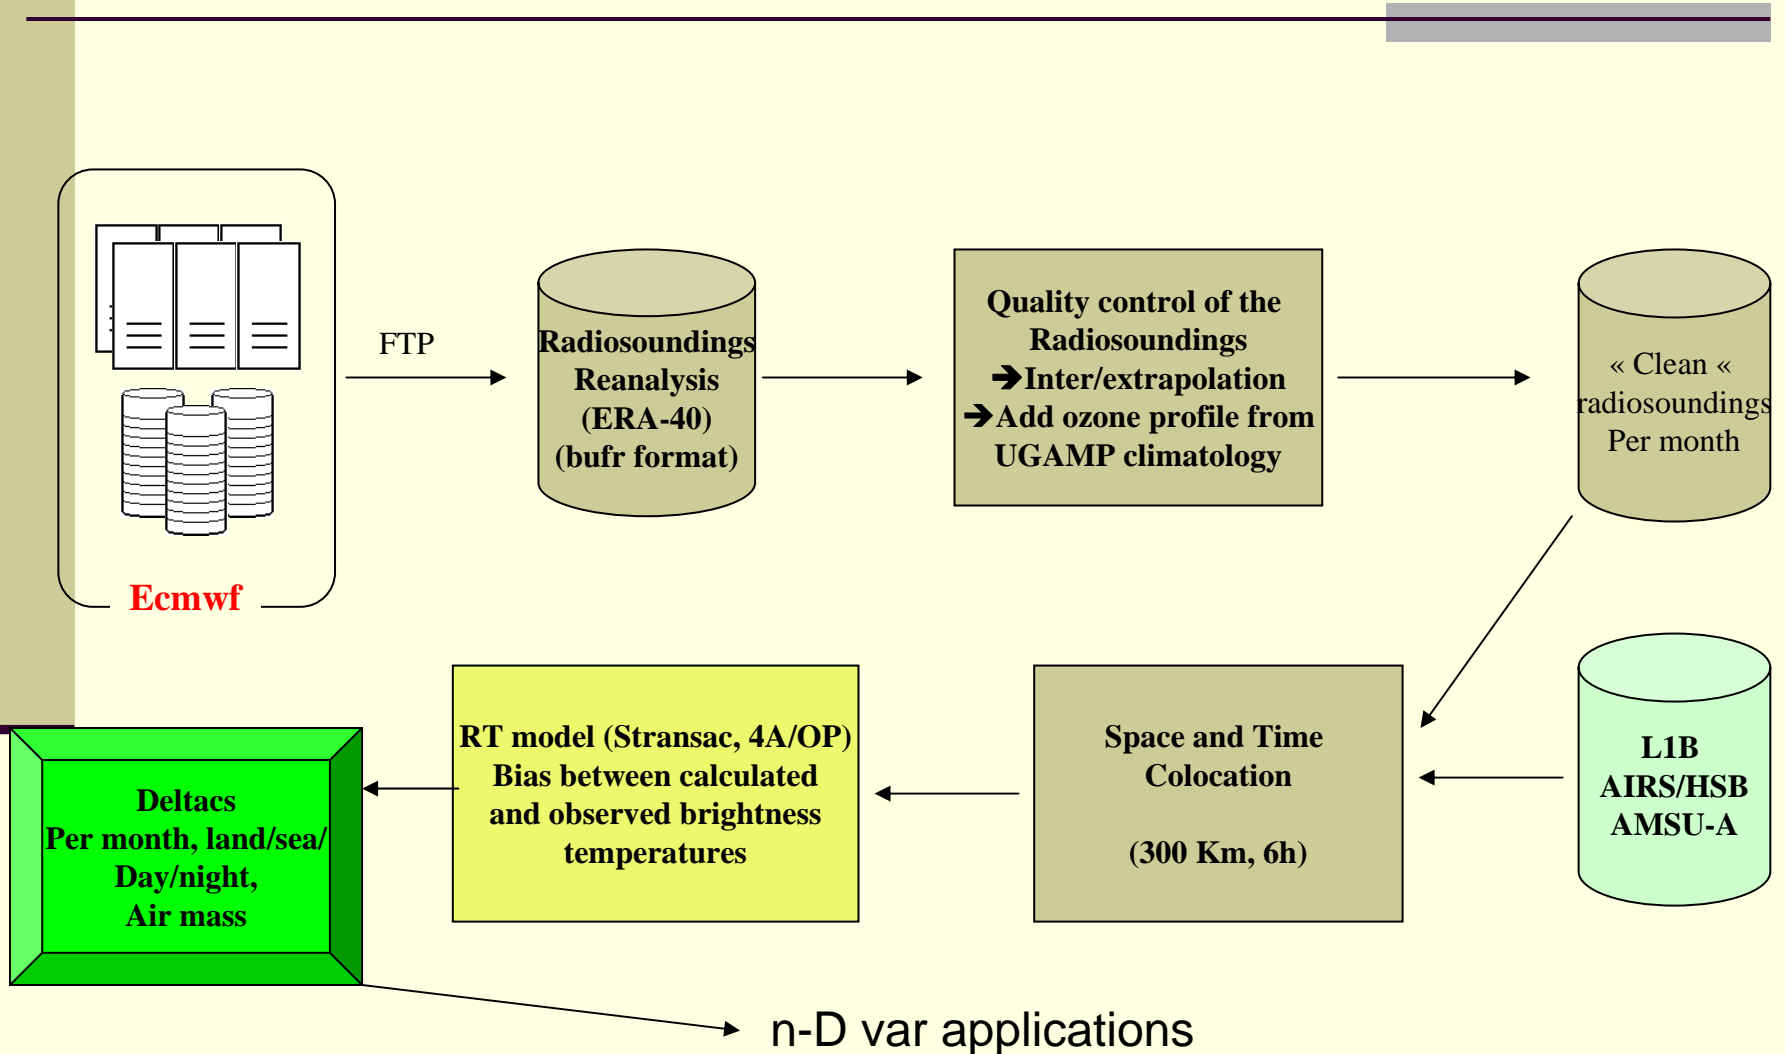 FTP
Radiosoundings
Reanalysis
(ERA-40)
(bufr format)
Quality control of the
Radiosoundings
➔Inter/extrapolation
➔Add ozone profile from
UGAMP climatology
« Clean «
radiosoundings
Per month
Ecmwf
L1B
AIRS/HSB
AMSU-A
Space and Time
Colocation
(300 Km, 6h)
RT model (Stransac, 4A/OP)
Bias between calculated
and observed brightness
temperatures
Deltacs
Per month, land/sea/
Day/night,
Air mass
n-D var applications